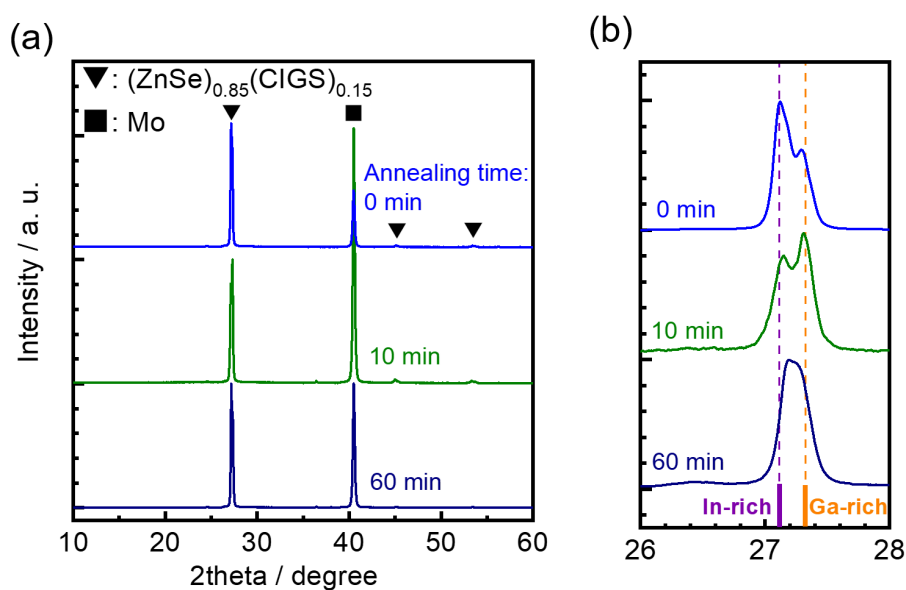 (a)
▼: (ZnSe)0.85(CIGS)0.15
■: Mo
Annealing time:
0 min
10 min
60 min
Intensity / a. u.
10 20 30 40 50 60
2theta / degree
(b)
0 min
10 min
60 min
In-rich Ga-rich
26 27 28